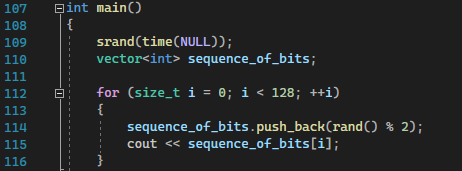 107 int main()
108 {
109     srand(time(NULL));
110     vector<int> sequence_of_bits;
111
112     for (size_t i = 0; i < 128; ++i)
113     {
114         sequence_of_bits.push_back(rand() % 2);
115         cout << sequence_of_bits[i];
116     }